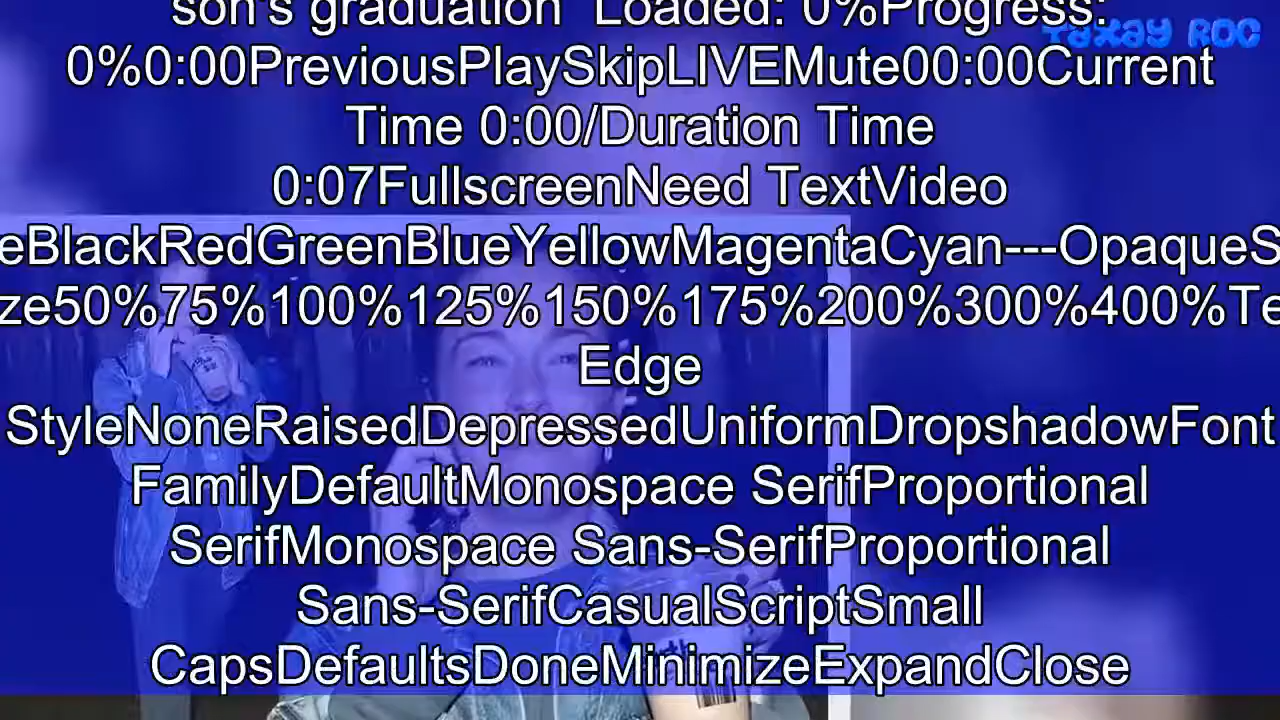 son's graduation Loaded: 0%Progress:
TaXay ROC
0%0:00PreviousPlaySkipLIVEMute00:00Current
Time 0:00/Duration Time
0:07FullscreenNeed TextVideo
eBlackRedGreenBlueYellowMagentaCyan---OpaqueS
ze50%75%100%125%150%175%200%300%400%Te
Edge
StyleNoneRaisedDepressedUniformDropshadowFont
FamilyDefaultMonospace SerifProportional
SerifMonospace Sans-SerifProportional
Sans-SerifCasualScriptSmall
CapsDefaultsDoneMinimizeExpandClose